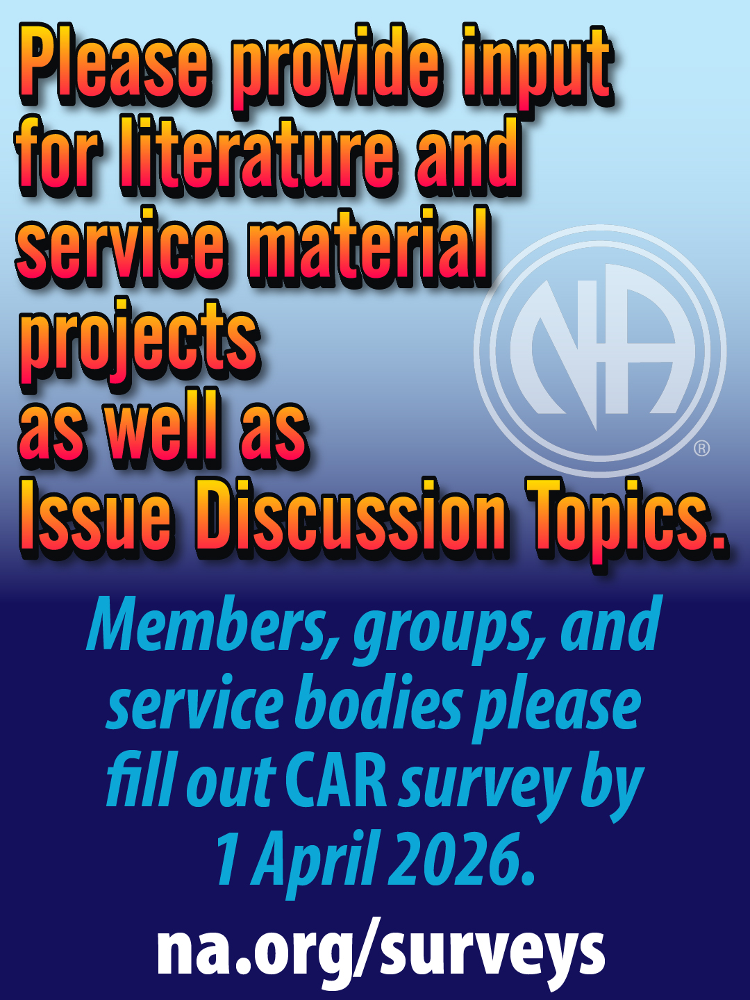 Please provide input
for literature and
service material
projects
as well as
Issue Discussion Topics.
NA
®
Members, groups, and
service bodies please
fill out CAR survey by
1 April 2026.
na.org/surveys